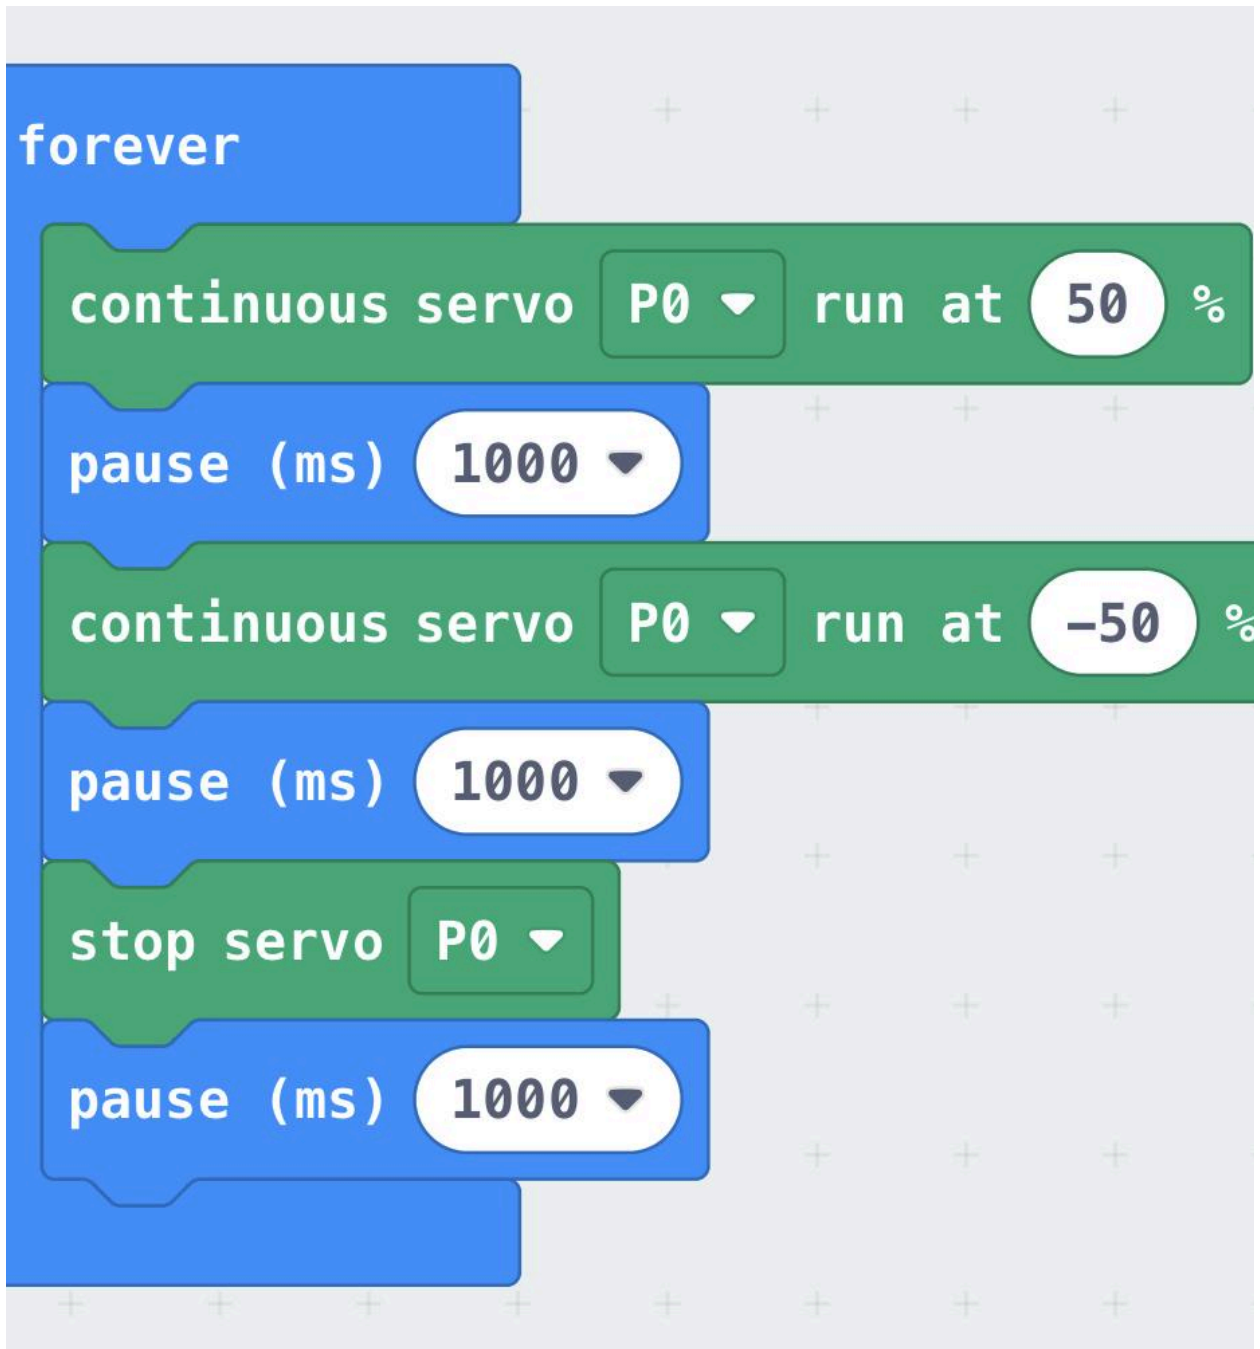 forever
continuous servo P0 run at 50 %
pause (ms) 1000
continuous servo P0 run at −50 %
pause (ms) 1000
stop servo P0
pause (ms) 1000